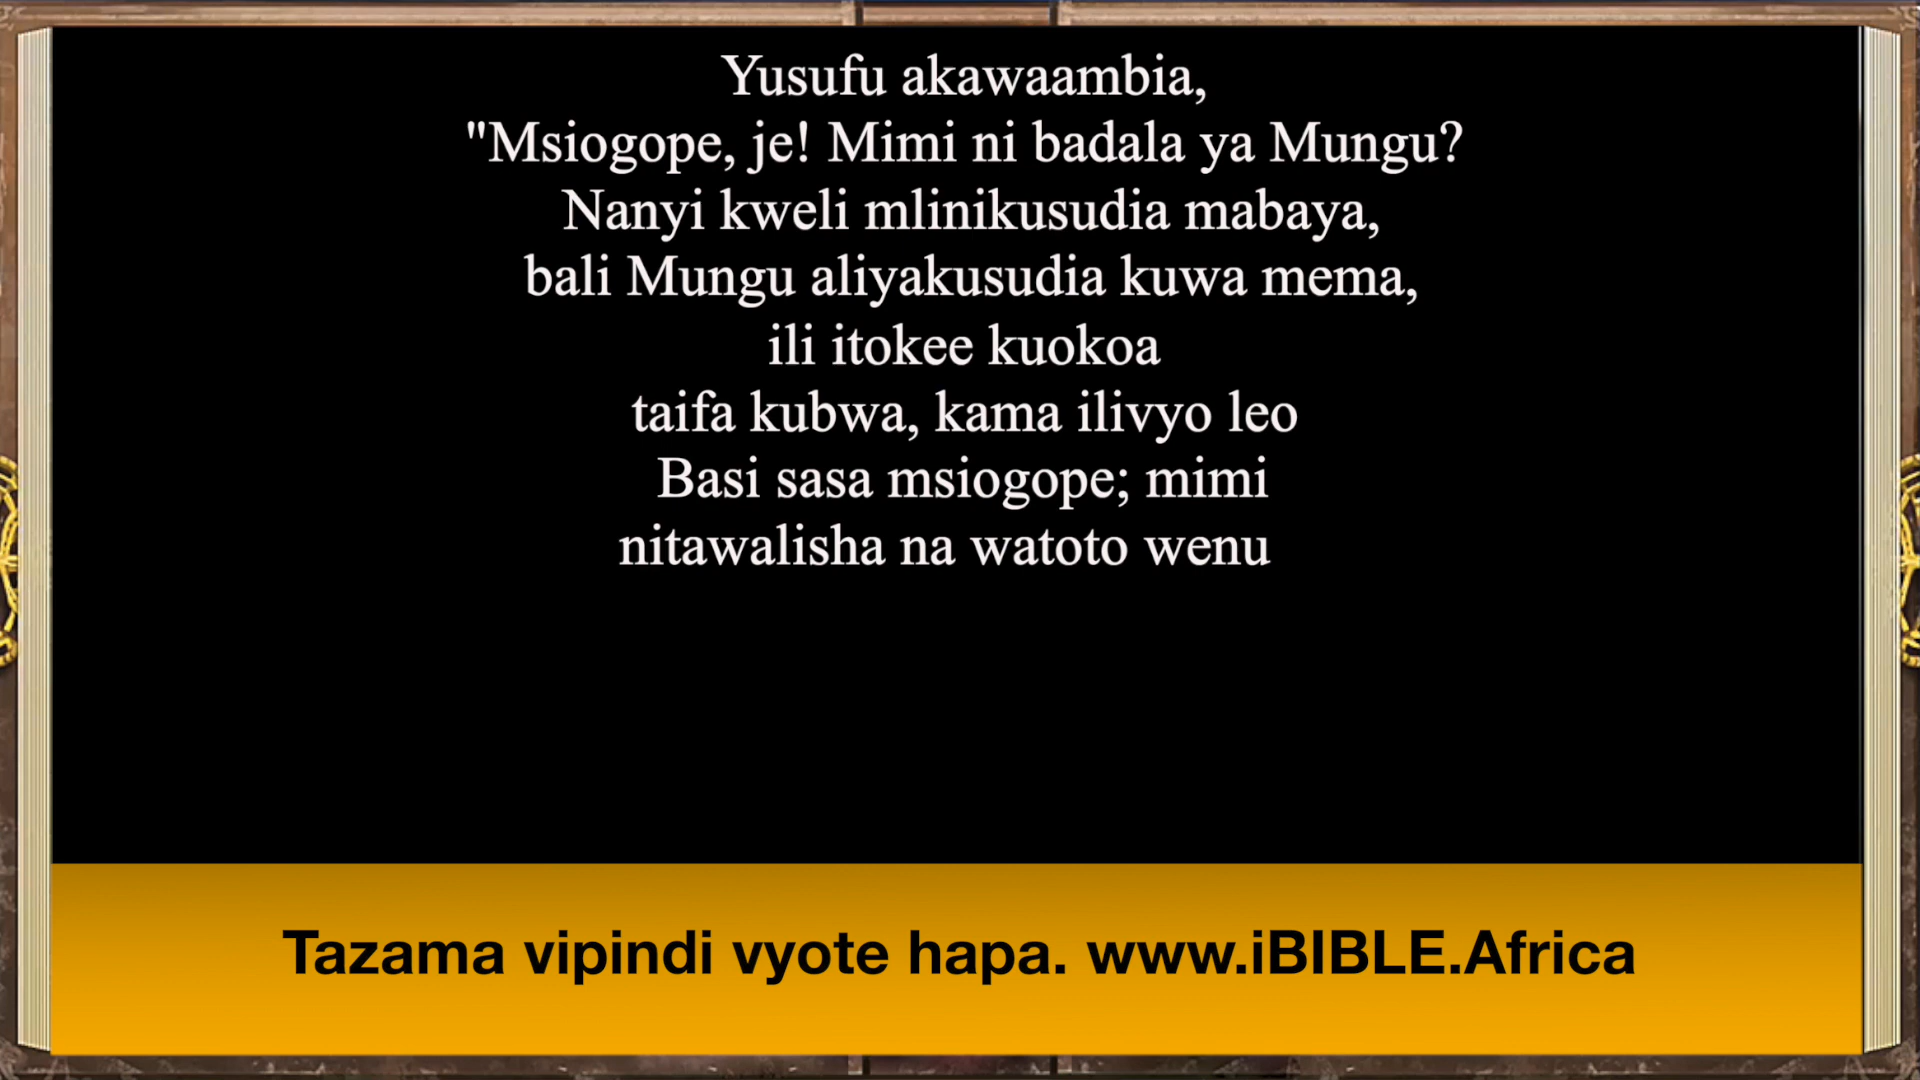 Yusufu akawaambia,
"Msiogope, je! Mimi ni badala ya Mungu?
Nanyi kweli mlinikusudia mabaya,
bali Mungu aliyakusudia kuwa mema,
ili itokee kuokoa
taifa kubwa, kama ilivyo leo
Basi sasa msiogope; mimi
nitawalisha na watoto wenu
Tazama vipindi vyote hapa. www.iBIBLE.Africa